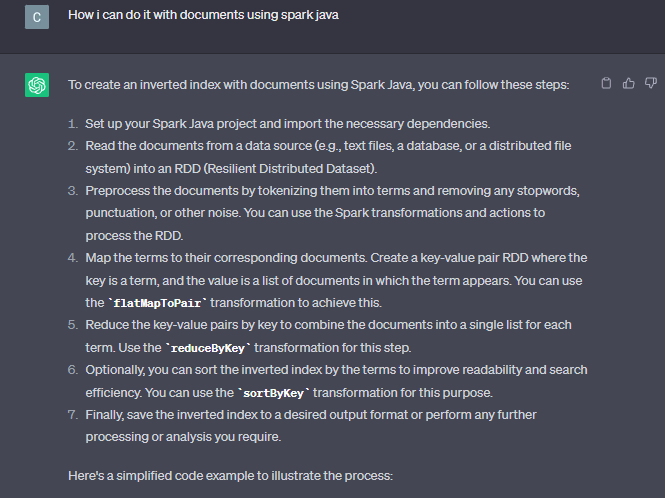 C
How i can do it with documents using spark java
To create an inverted index with documents using Spark Java, you can follow these steps:
1. Set up your Spark Java project and import the necessary dependencies.
2. Read the documents from a data source (e.g., text files, a database, or a distributed file
system) into an RDD (Resilient Distributed Dataset).
3. Preprocess the documents by tokenizing them into terms and removing any stopwords,
punctuation, or other noise. You can use the Spark transformations and actions to
process the RDD.
4. Map the terms to their corresponding documents. Create a key-value pair RDD where the
key is a term, and the value is a list of documents in which the term appears. You can use
the `flatMapToPair` transformation to achieve this.
5. Reduce the key-value pairs by key to combine the documents into a single list for each
term. Use the `reduceByKey` transformation for this step.
6. Optionally, you can sort the inverted index by the terms to improve readability and search
efficiency. You can use the `sortByKey` transformation for this purpose.
7. Finally, save the inverted index to a desired output format or perform any further
processing or analysis you require.
Here's a simplified code example to illustrate the process: